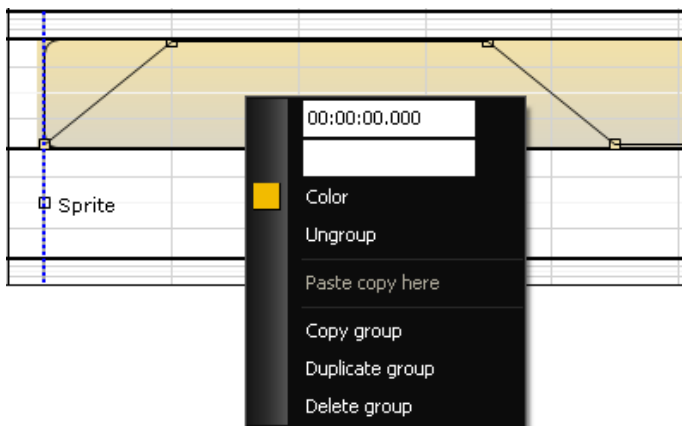 00:00:00.000
Sprite
Color
Ungroup
Paste copy here
Copy group
Duplicate group
Delete group